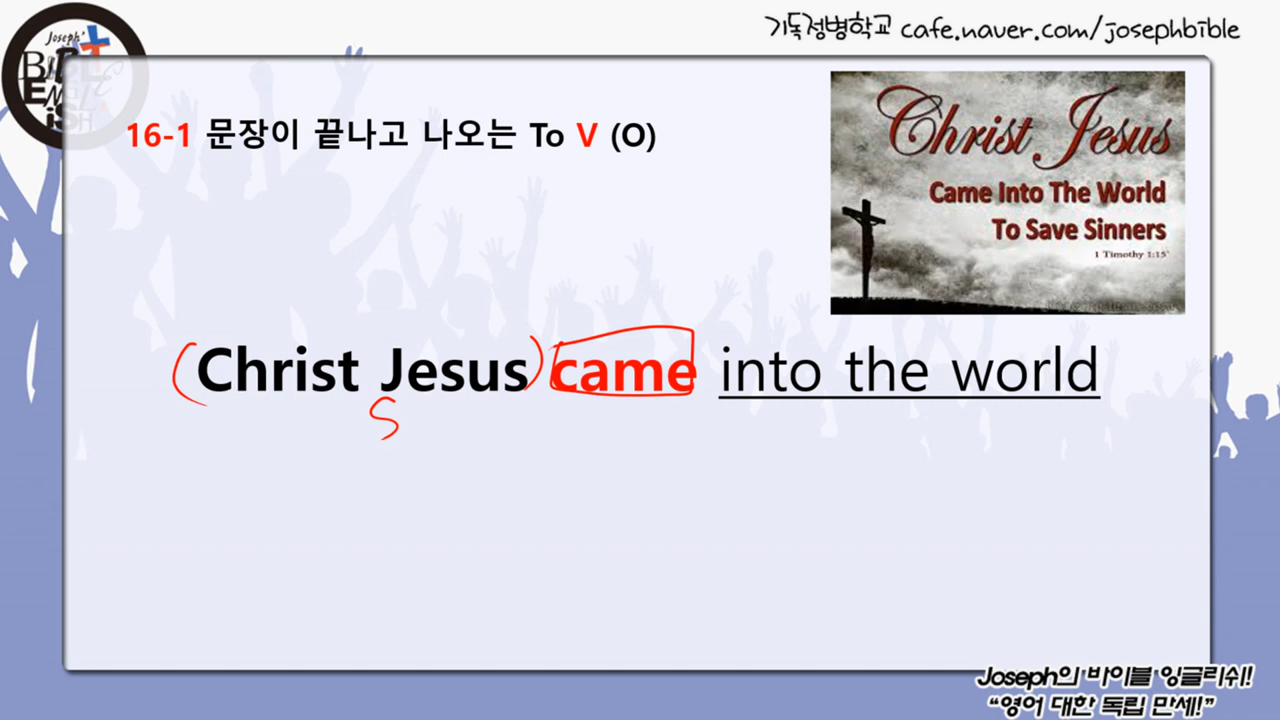 Joseph'
BIBLE
ENGLISH
기독정병학교 cafe.naver.com/josephbible
16-1 문장이 끝나고 나오는 To V (O)
Christ Jesus
Came Into The World
To Save Sinners
1 Timothy 1:15
(Christ Jesus) came into the world
S
Joseph의 바이블 잉글리쉬!
“영어 대한 독립 만세!”